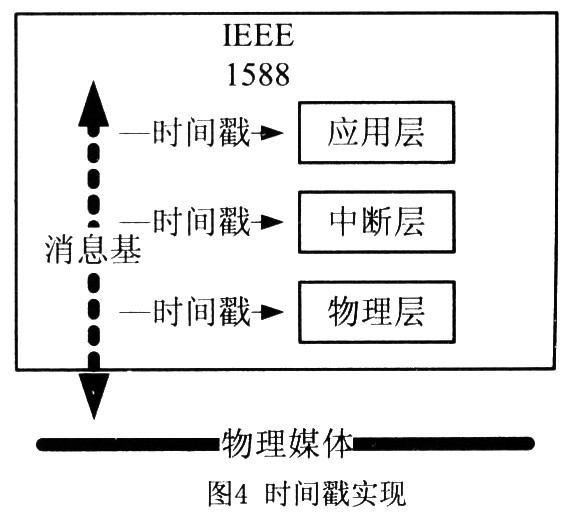 IEEE
1588
时间戳
应用层
时间戳
中断层
消息基
时间戳
物理层
物理媒体
图4 时间戳实现